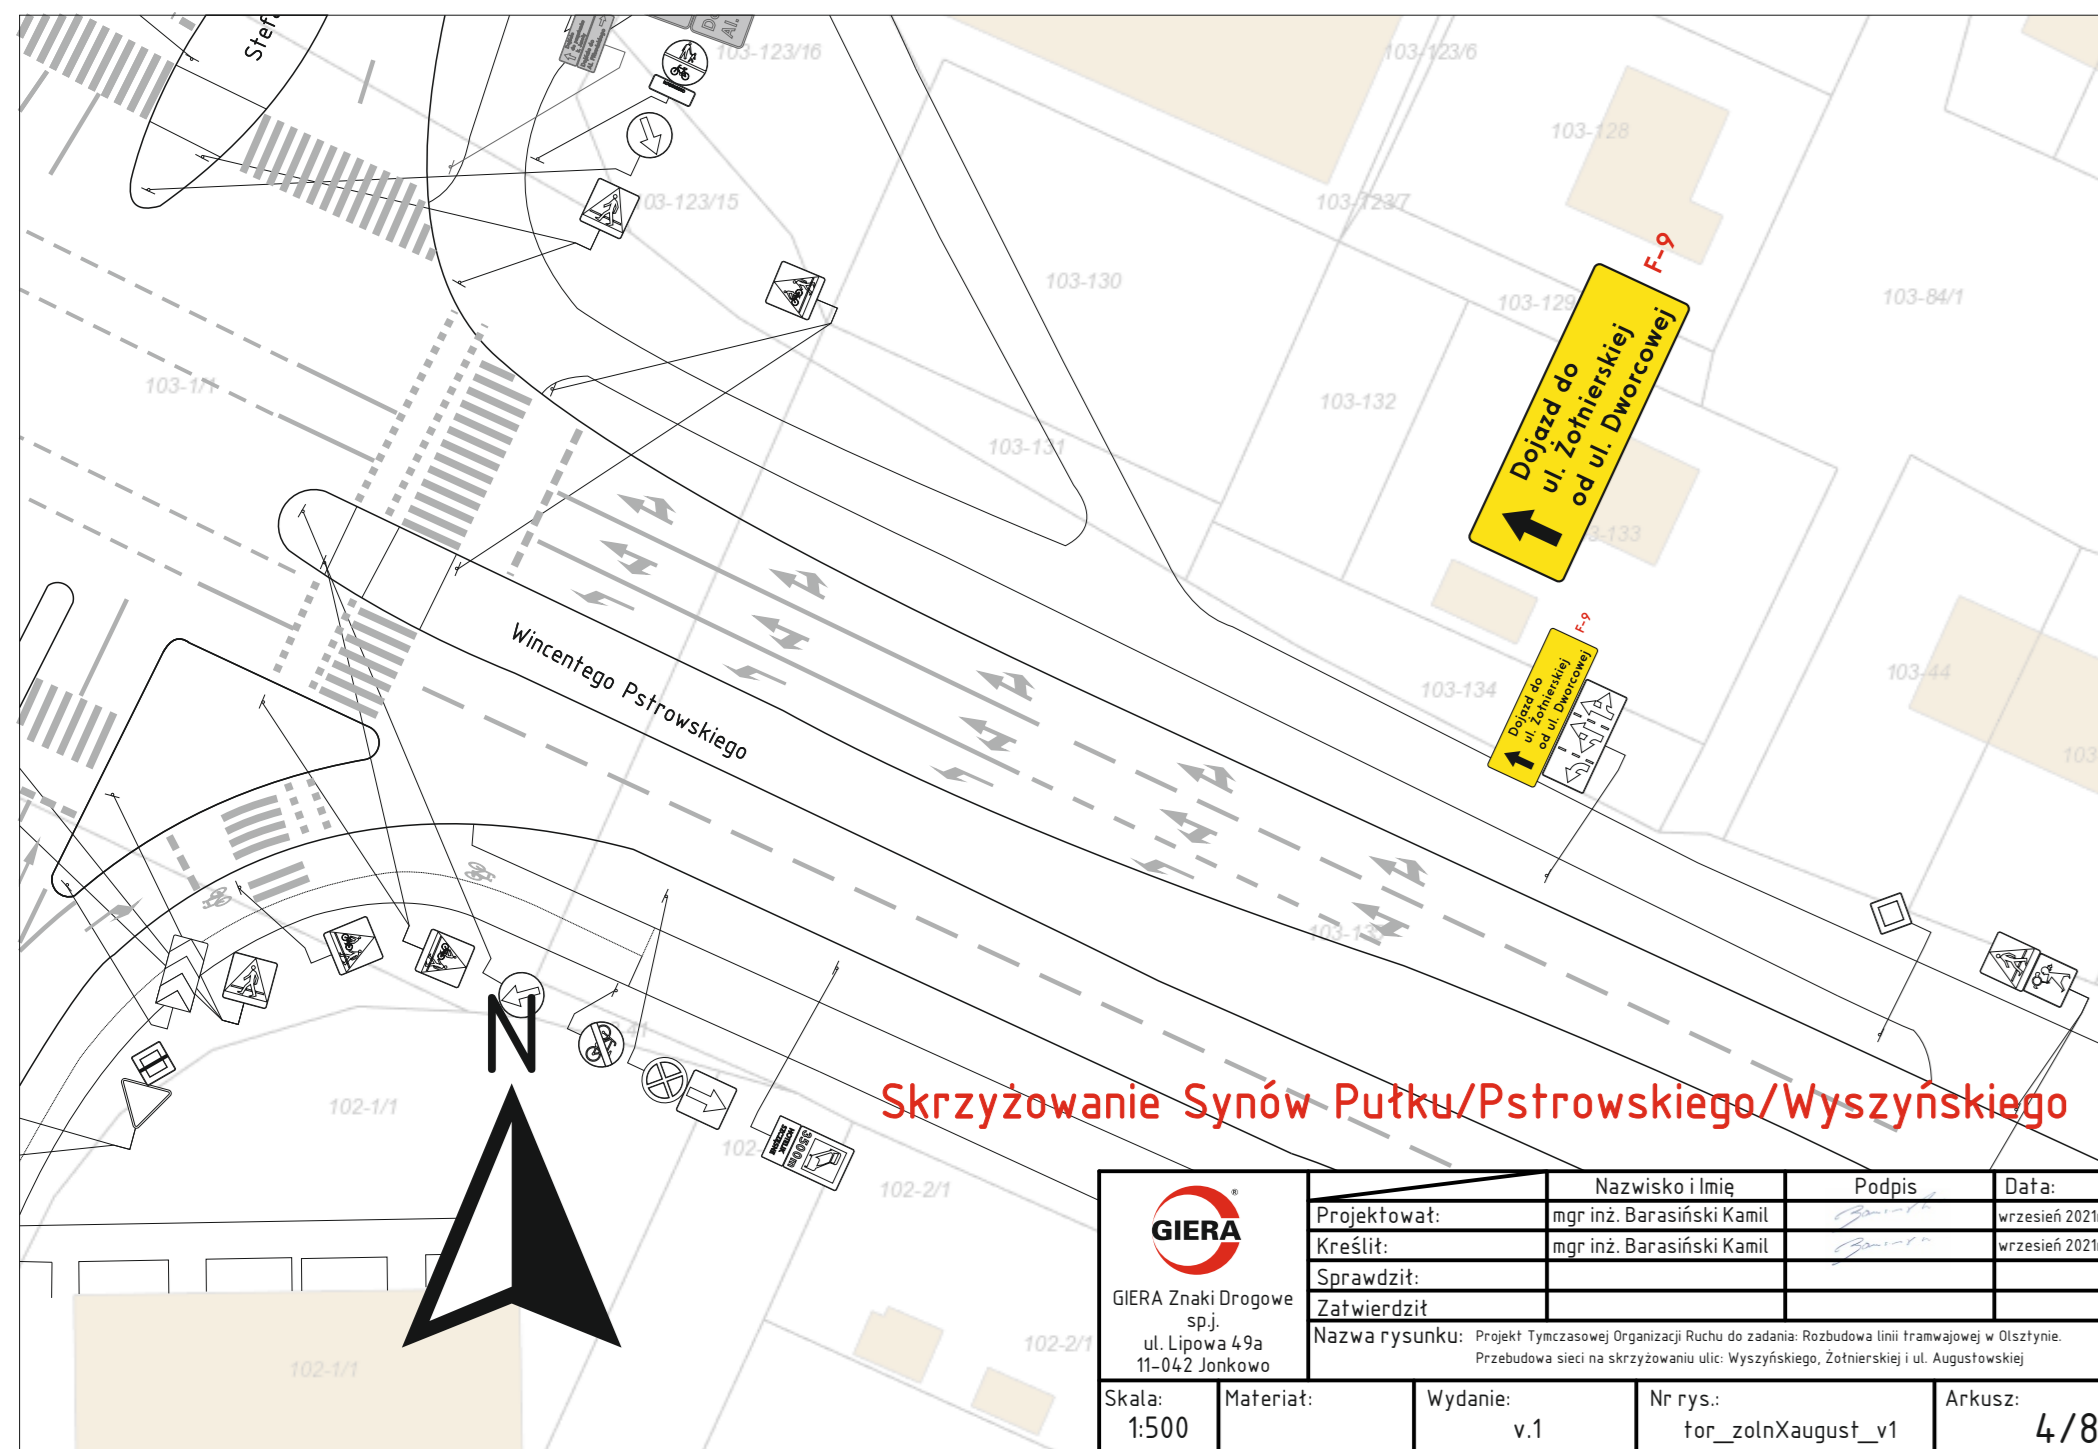 Stef
103-123/16
103-123/6
103-128
03-123/15
103-123/7
F-9
103-130
103-129
103-84/1
Dojazd do
ul. Żołnierskiej
od ul. Dworcowej
103-1/1
103-132
103-131
3-133
F-9
Wincentego Pstrowskiego
103-134
103-44
Dojazd do
ul. Żołnierskiej
od ul. Dworcowej
103
N
3500m
102-1/1
102-
102-2/1
Skrzyżowanie Synów Pułku/Pstrowskiego/Wyszyńskiego
102-1/1
102-2/1
GIERA
®
GIERA Znaki Drogowe
sp.j.
ul. Lipowa 49a
11-042 Jonkowo
Nazwisko i Imię Podpis Data:
Projektował: mgr inż. Barasiński Kamil wrzesień 2021
Kreślił: mgr inż. Barasiński Kamil wrzesień 2021
Sprawdził:
Zatwierdził
Nazwa rysunku: Projekt Tymczasowej Organizacji Ruchu do zadania: Rozbudowa linii tramwajowej w Olsztynie.
Przebudowa sieci na skrzyżowaniu ulic: Wyszyńskiego, Żołnierskiej i ul. Augustowskiej
Skala: Materiał: Wydanie: Nr rys.: Arkusz:
1:500 v.1 tor_zolnXaugust_v1 4/8